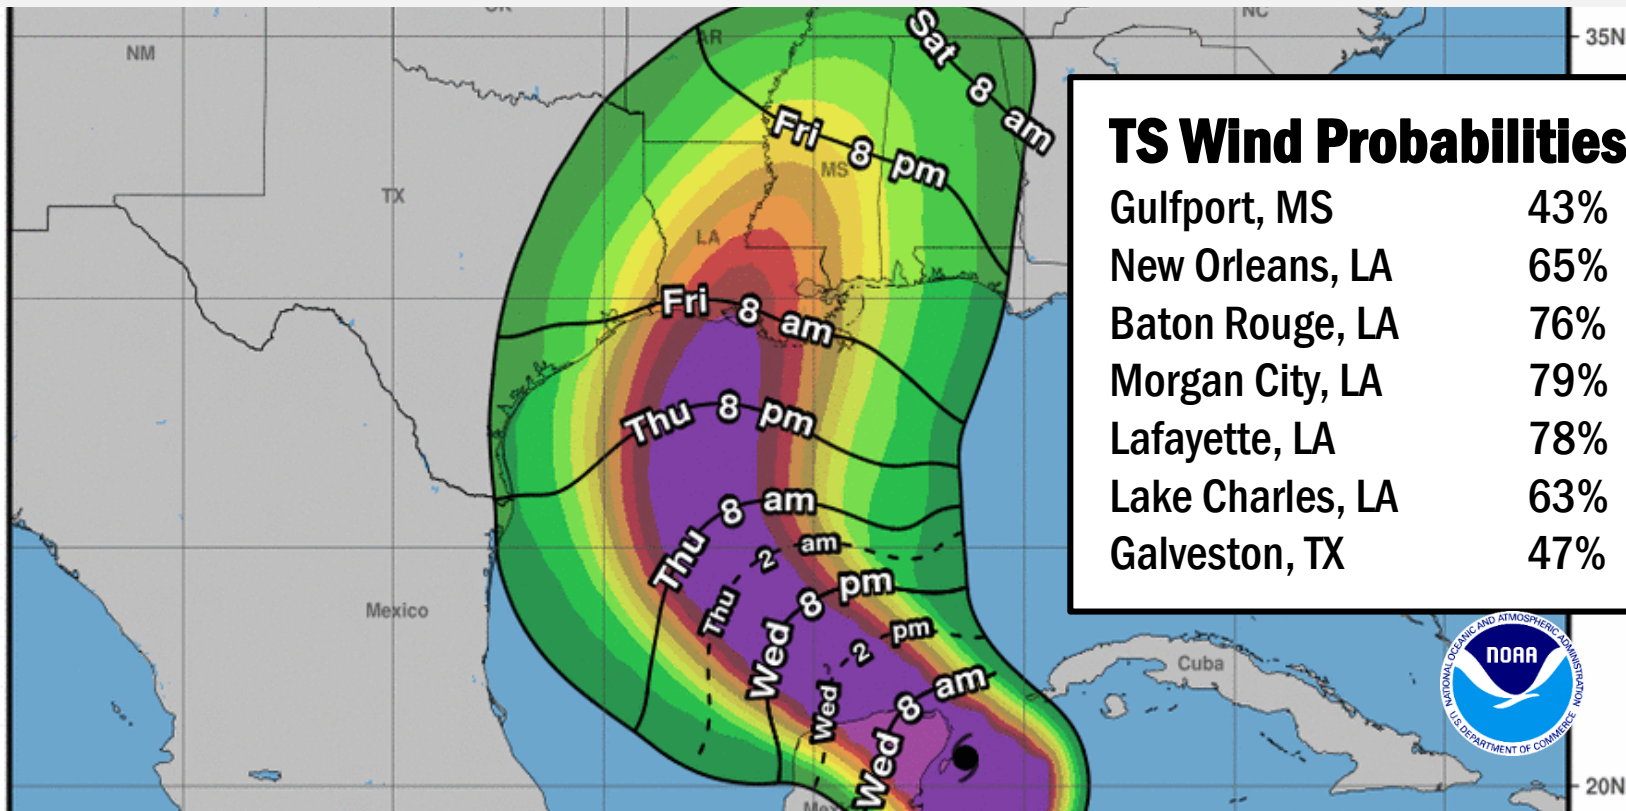 NM
AR
NC
35N
Sat 8 am
Fri 8 pm
MS
TX
LA
TS Wind Probabilities
Gulfport, MS 43%
New Orleans, LA 65%
Baton Rouge, LA 76%
Morgan City, LA 79%
Lafayette, LA 78%
Lake Charles, LA 63%
Galveston, TX 47%
Fri 8 am
Thu 8 pm
Thu 8 am
Thu 2 am
Wed 8 pm
Wed 2 pm
Wed 8 am
Mexico
Cuba
NATIONAL OCEANIC AND ATMOSPHERIC ADMINISTRATION
NOAA
U.S. DEPARTMENT OF COMMERCE
20N